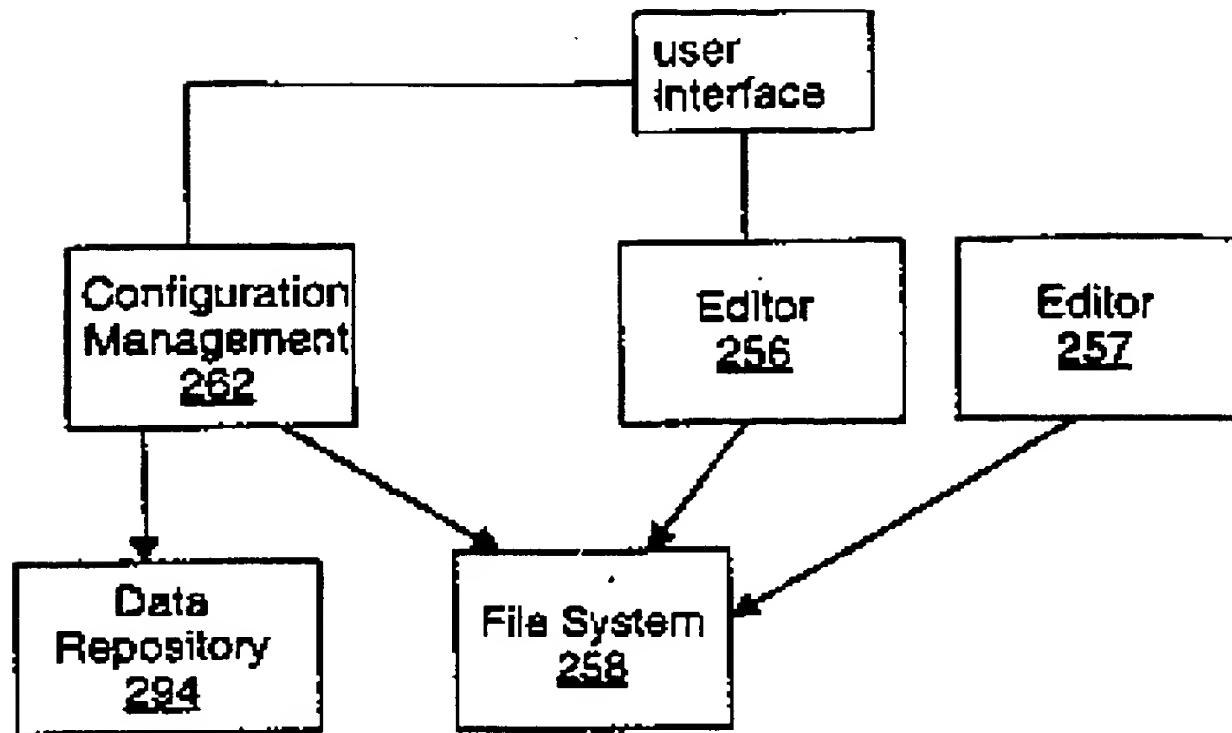 user
Interface
Configuration
Management
262
Editor
256
Editor
257
Data
Repository
294
File System
258